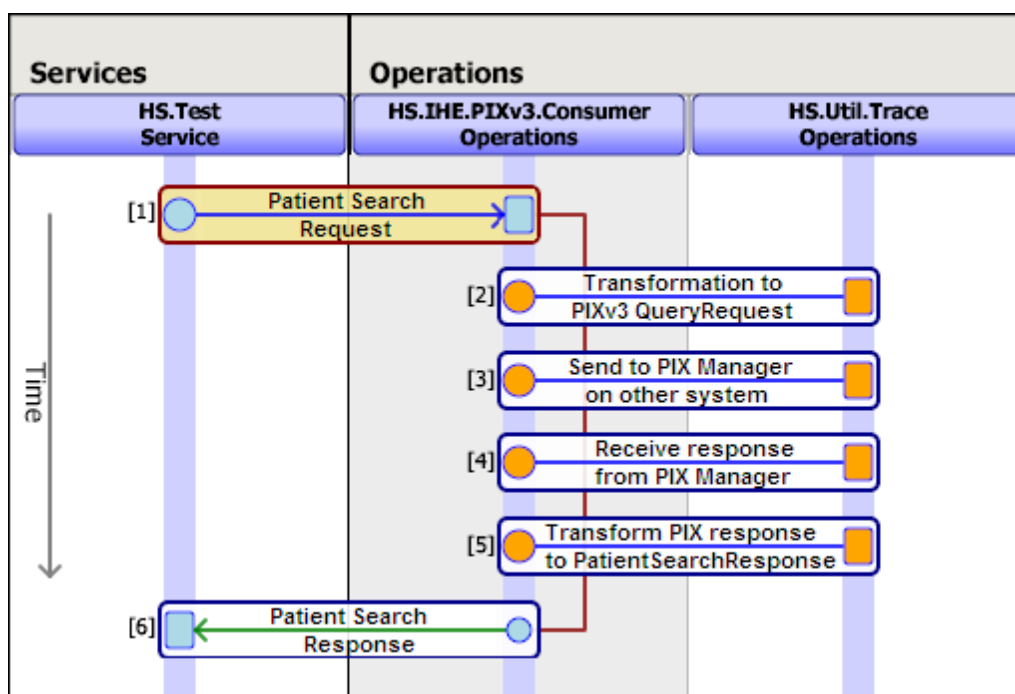 Services
Operations
HS.Test
Service
HS.IHE.PIXv3.Consumer
Operations
HS.Util.Trace
Operations
Time
[1]
Patient Search
Request
[2]
Transformation to
PIXv3 QueryRequest
[3]
Send to PIX Manager
on other system
[4]
Receive response
from PIX Manager
[5]
Transform PIX response
to PatientSearchResponse
[6]
Patient Search
Response